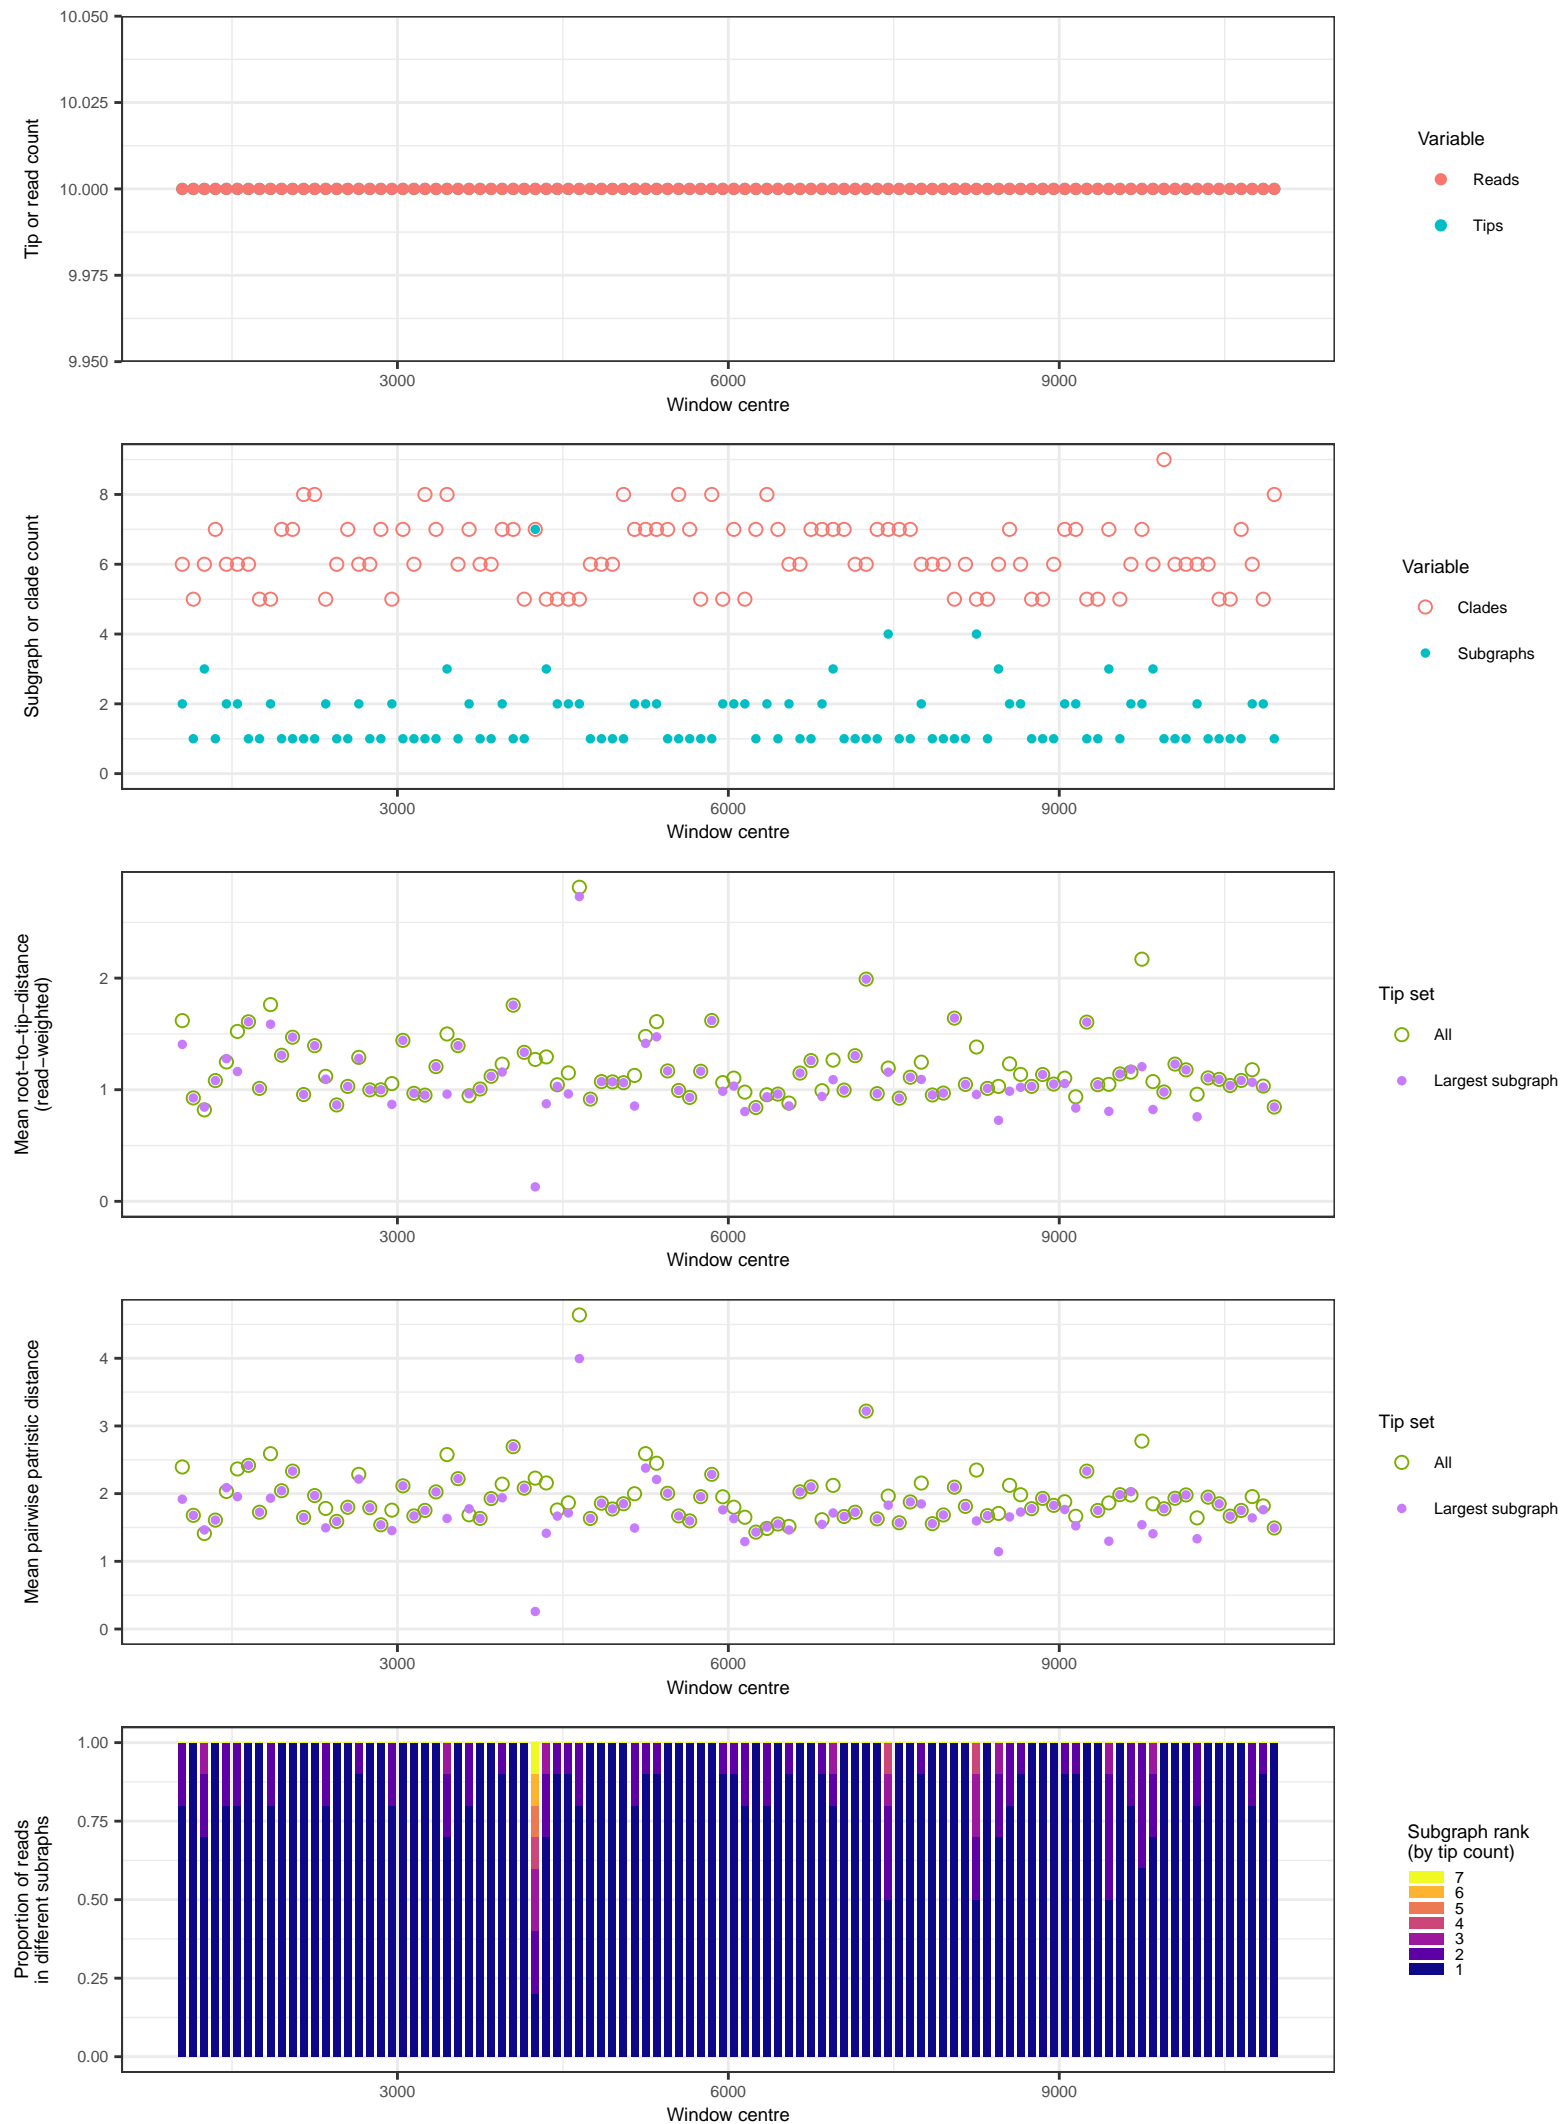 10.050
10.025
10.000
9.975
9.950
Tip or read count
3000
6000
9000
Window centre
Variable
Reads
Tips
8
6
4
2
0
Subgraph or clade count
3000
6000
9000
Window centre
Variable
Clades
Subgraphs
2
1
0
Mean root−to−tip−distance
(read−weighted)
3000
6000
9000
Window centre
Tip set
All
Largest subgraph
4
3
2
1
0
Mean pairwise patristic distance
3000
6000
9000
Window centre
Tip set
All
Largest subgraph
1.00
0.75
0.50
0.25
0.00
Proportion of reads
in different subraphs
3000
6000
9000
Window centre
Subgraph rank
(by tip count)
7
6
5
4
3
2
1